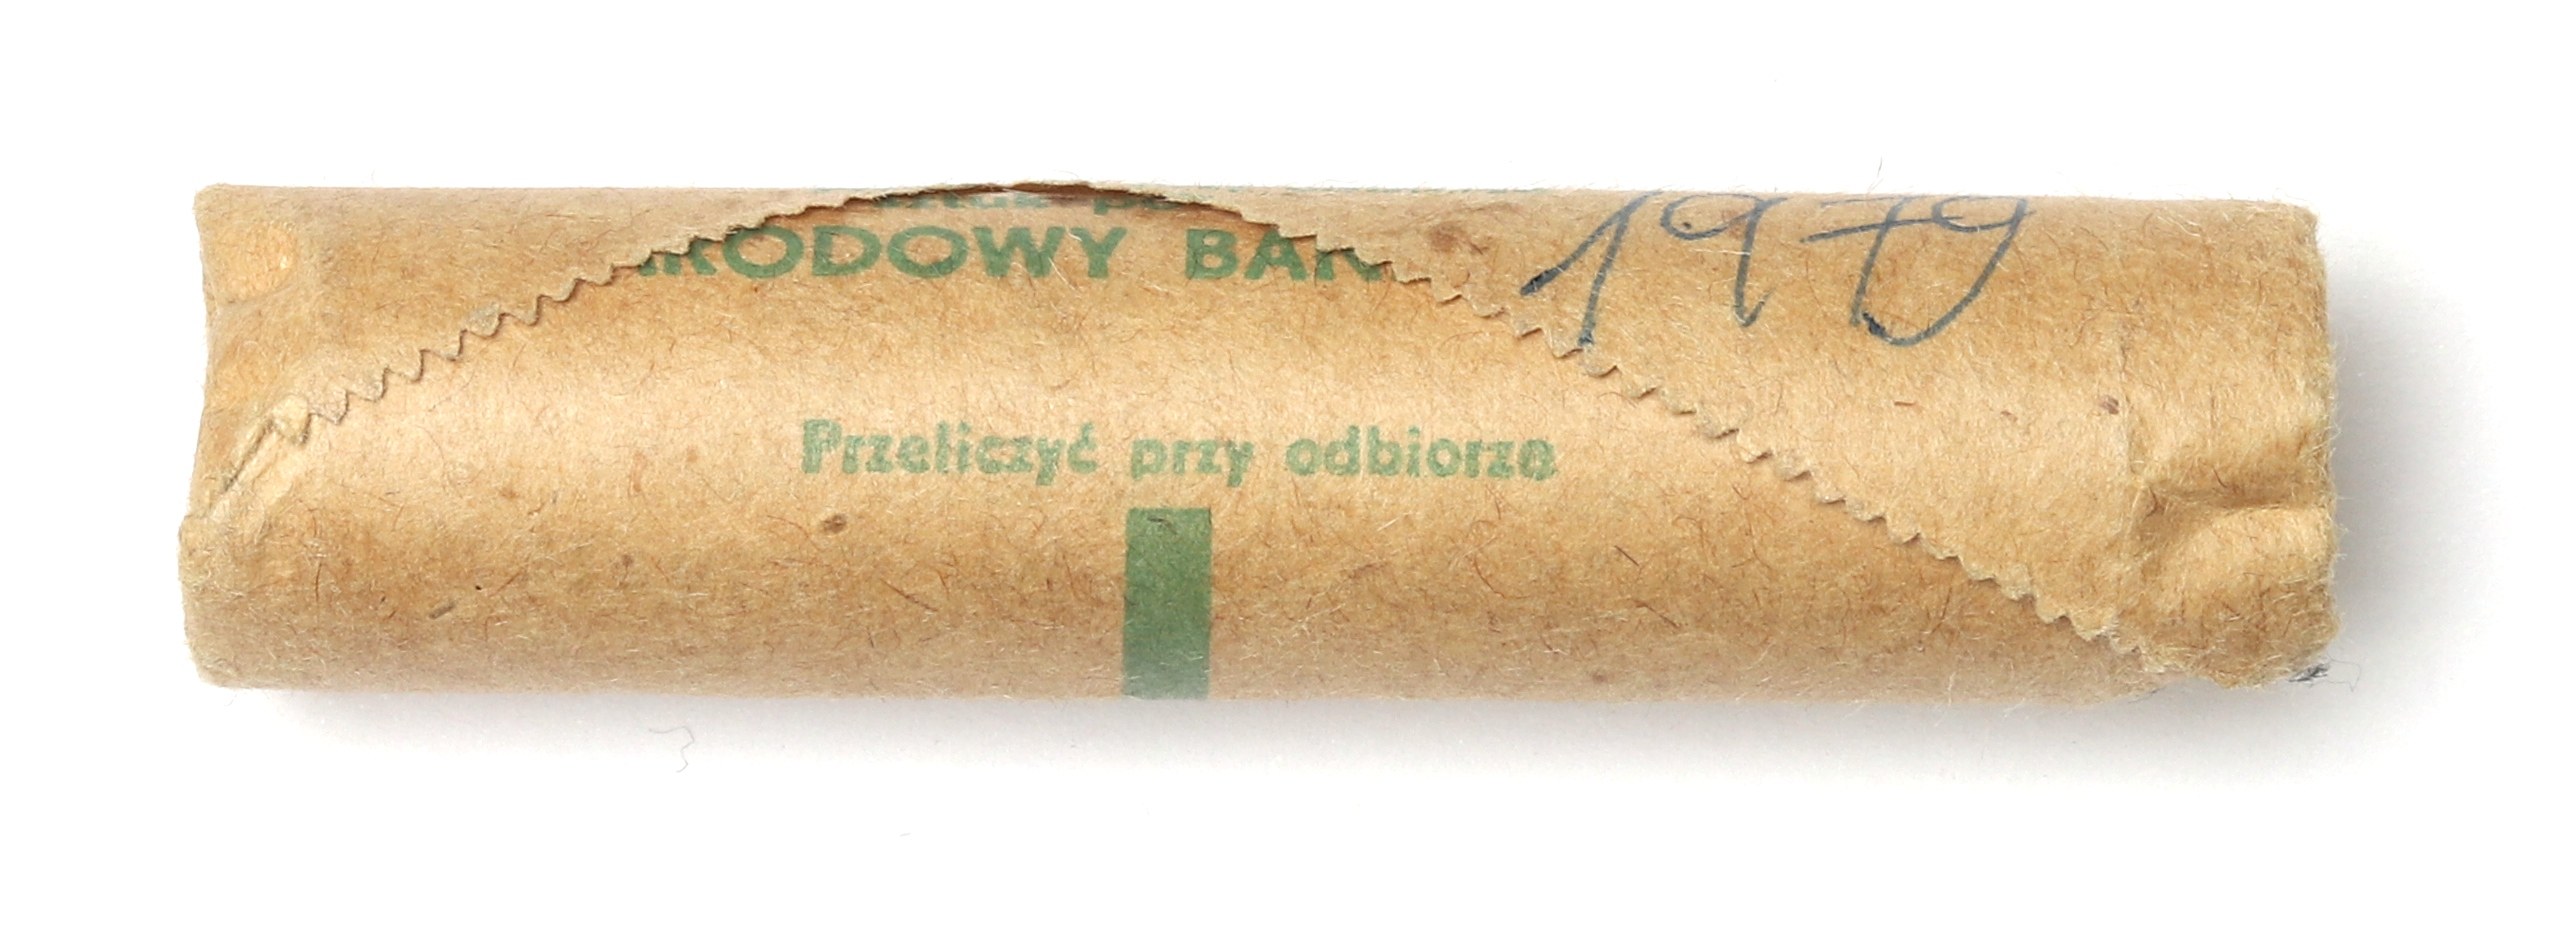 RODOWY BAN
1979
Przeliczyć przy odbiorze